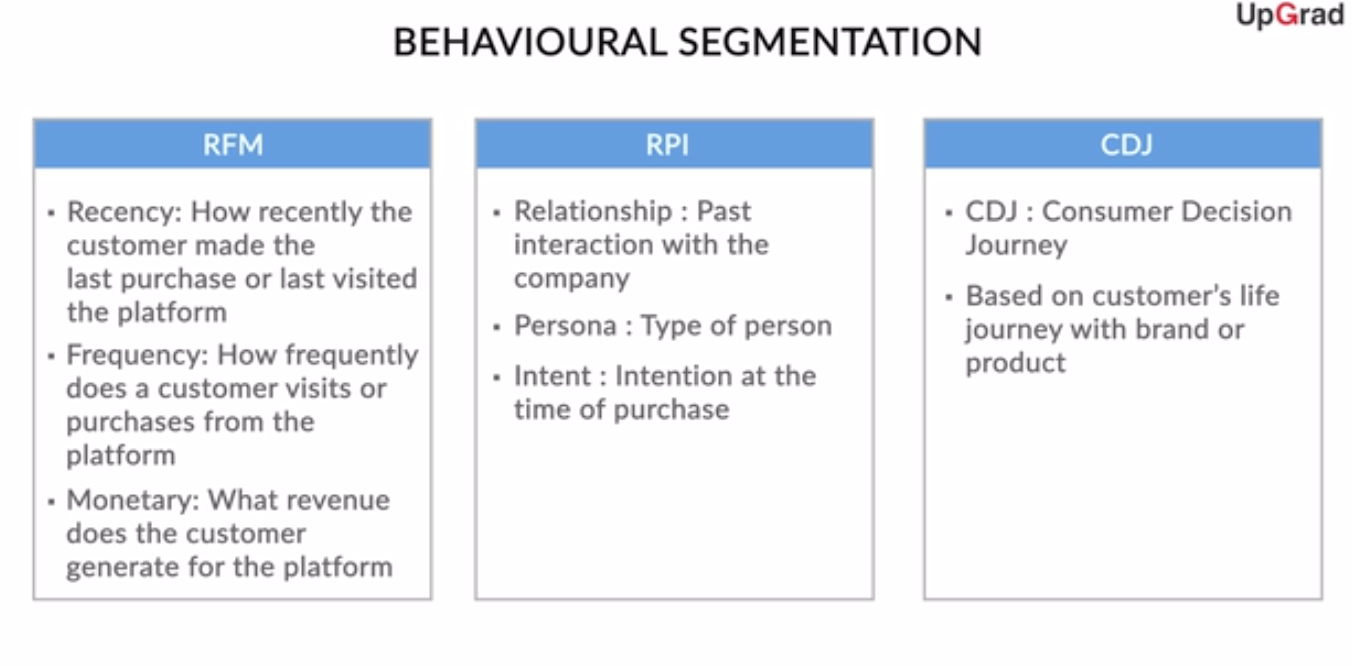 UpGrad
BEHAVIOURAL SEGMENTATION
RFM
▪ Recency: How recently the
customer made the
last purchase or last visited
the platform
▪ Frequency: How frequently
does a customer visits or
purchases from the
platform
▪ Monetary: What revenue
does the customer
generate for the platform
RPI
▪ Relationship : Past
interaction with the
company
▪ Persona : Type of person
▪ Intent : Intention at the
time of purchase
CDJ
▪ CDJ : Consumer Decision
Journey
▪ Based on customer’s life
journey with brand or
product